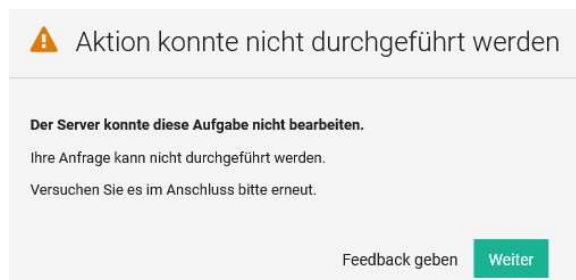 Aktion konnte nicht durchgeführt werden
Der Server konnte diese Aufgabe nicht bearbeiten.
Ihre Anfrage kann nicht durchgeführt werden.
Versuchen Sie es im Anschluss bitte erneut.
Feedback geben Weiter